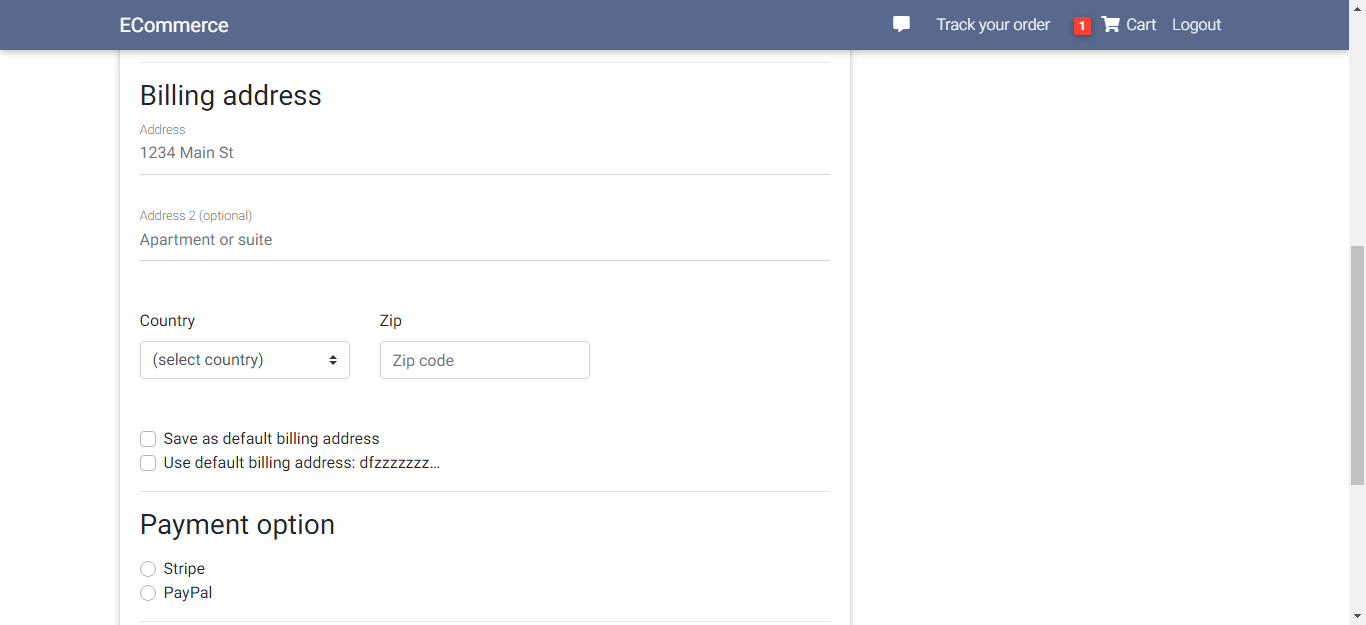 ECommerce
Track your order
1
Cart
Logout
Billing address
Address
1234 Main St
Address 2 (optional)
Apartment or suite
Country
Zip
(select country)
Zip code
Save as default billing address
Use default billing address: dfzzzzzzz...
Payment option
Stripe
PayPal